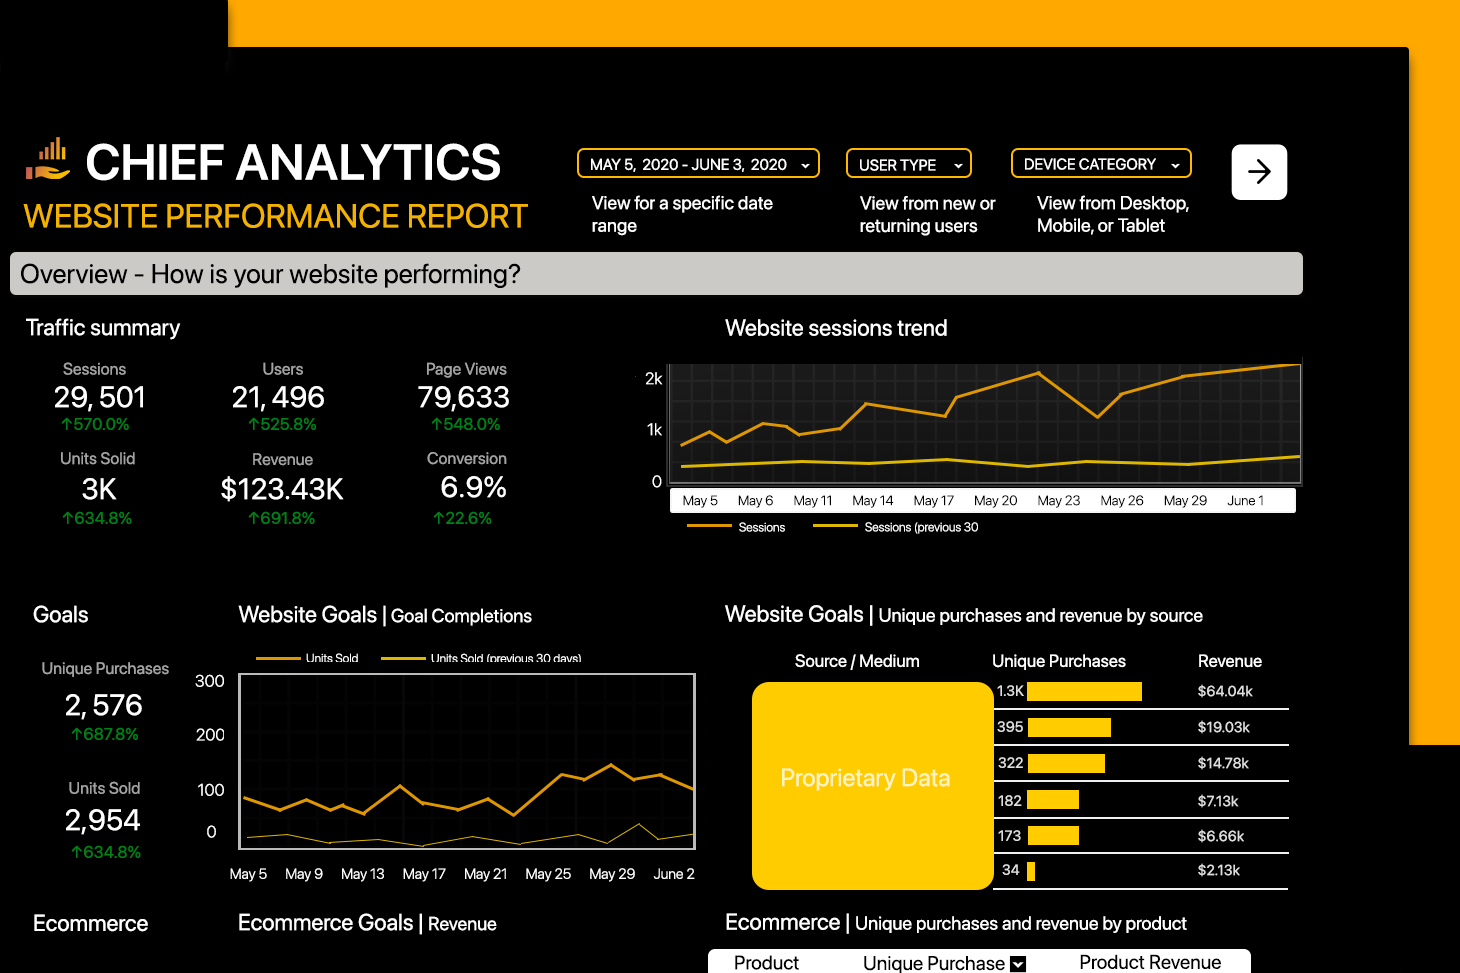 CHIEF ANALYTICS
WEBSITE PERFORMANCE REPORT
MAY 5, 2020 - JUNE 3, 2020
View for a specific date
range
USER TYPE
View from new or
returning users
DEVICE CATEGORY
View from Desktop,
Mobile, or Tablet
Overview - How is your website performing?
Traffic summary
Sessions
29,501
↑570.0%
Users
21,496
↑525.8%
Page Views
79,633
↑548.0%
Units Solid
3K
↑634.8%
Revenue
$123.43K
↑691.8%
Conversion
6.9%
↑22.6%
Website sessions trend
2k
1k
0
May 5 May 6 May 11 May 14 May 17 May 20 May 23 May 26 May 29 June 1
Sessions Sessions (previous 30
Goals
Unique Purchases
2,576
↑687.8%
Units Sold
2,954
↑634.8%
Website Goals | Goal Completions
Units Sold Units Sold (previous 30 days)
300
200
100
0
May 5 May 9 May 13 May 17 May 21 May 25 May 29 June 2
Website Goals | Unique purchases and revenue by source
Source / Medium Unique Purchases Revenue
Proprietary Data
1.3K $64.04k
395 $19.03k
322 $14.78k
182 $7.13k
173 $6.66k
34 $2.13k
Ecommerce
Ecommerce Goals | Revenue
Ecommerce | Unique purchases and revenue by product
Product Unique Purchase Product Revenue